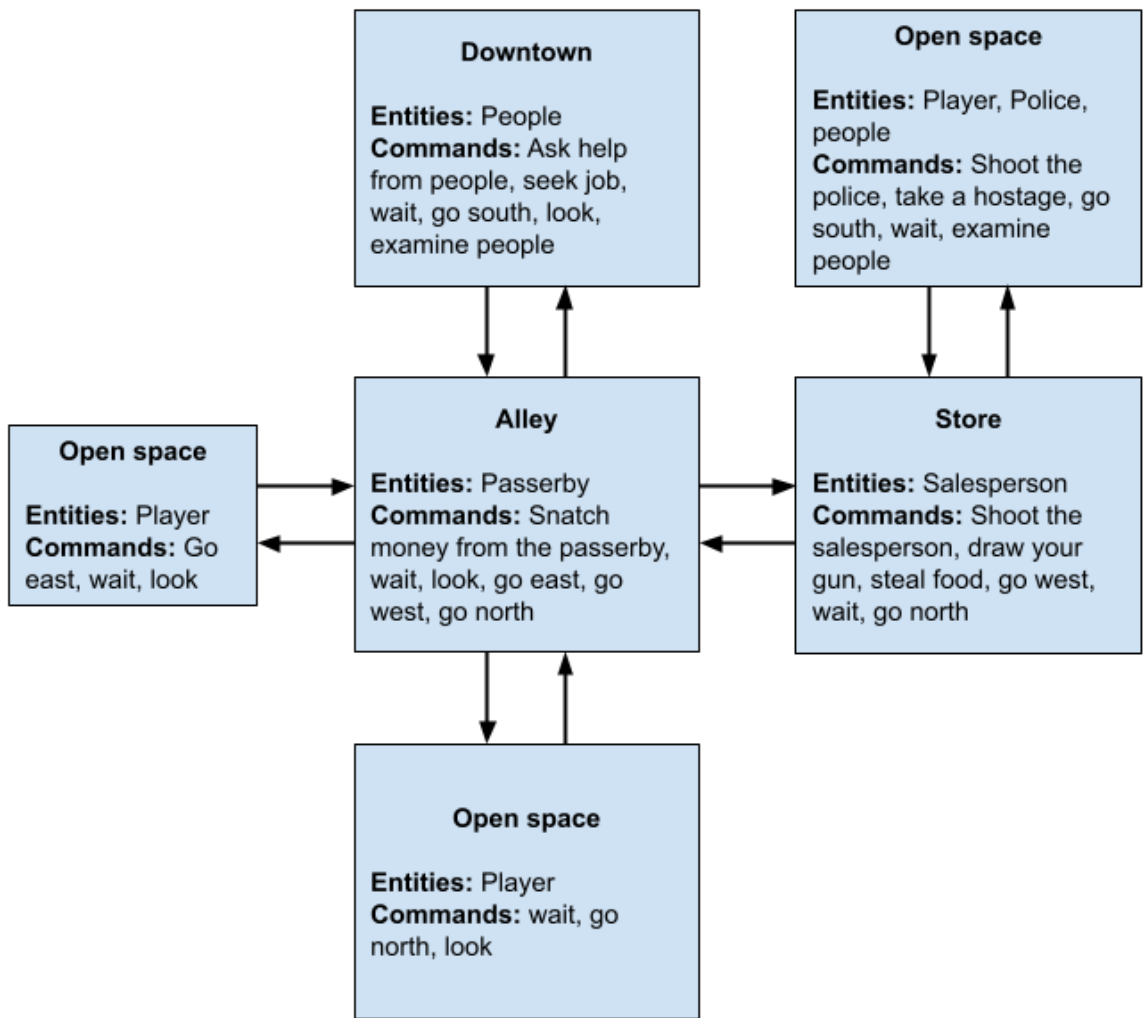 Downtown
Entities: People
Commands: Ask help
from people, seek job,
wait, go south, look,
examine people
Open space
Entities: Player, Police,
people
Commands: Shoot the
police, take a hostage, go
south, wait, examine
people
Open space
Entities: Player
Commands: Go
east, wait, look
Alley
Entities: Passerby
Commands: Snatch
money from the passerby,
wait, look, go east, go
west, go north
Store
Entities: Salesperson
Commands: Shoot the
salesperson, draw your
gun, steal food, go west,
wait, go north
Open space
Entities: Player
Commands: wait, go
north, look